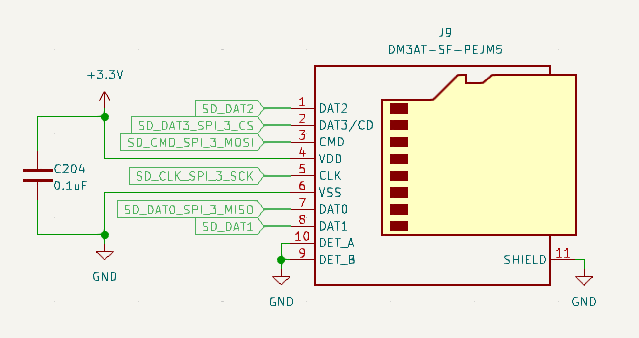 J9
DM3AT-SF-PEJM5
+3.3V
SD_DAT2 1 DAT2
SD_DAT3_SPI_3_CS 2 DAT3/CD
SD_CMD_SPI_3_MOSI 3 CMD
4 VDD
C204
SD_CLK_SPI_3_SCK 5 CLK
0.1uF
6 VSS
SD_DAT0_SPI_3_MISO 7 DAT0
SD_DAT1 8 DAT1
10 DET_A
9 DET_B
SHIELD 11
GND
GND
GND